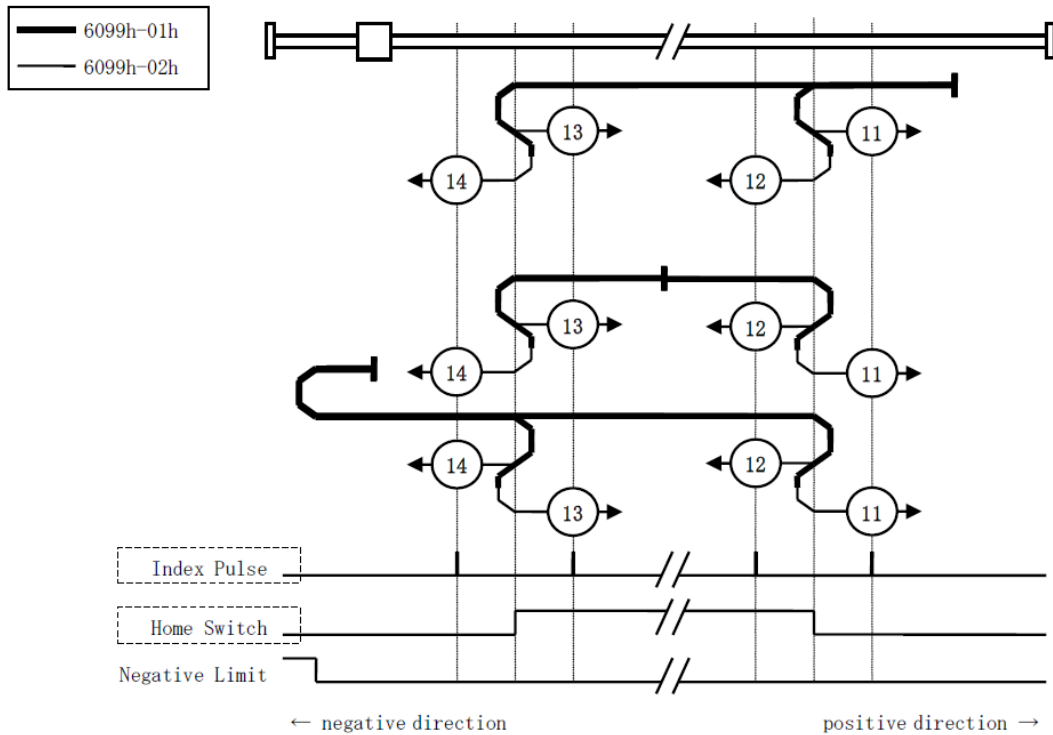 6099h-01h
6099h-02h
13
11
14
12
13
12
14
11
14
12
13
11
Index Pulse
Home Switch
Negative Limit
← negative direction
positive direction →